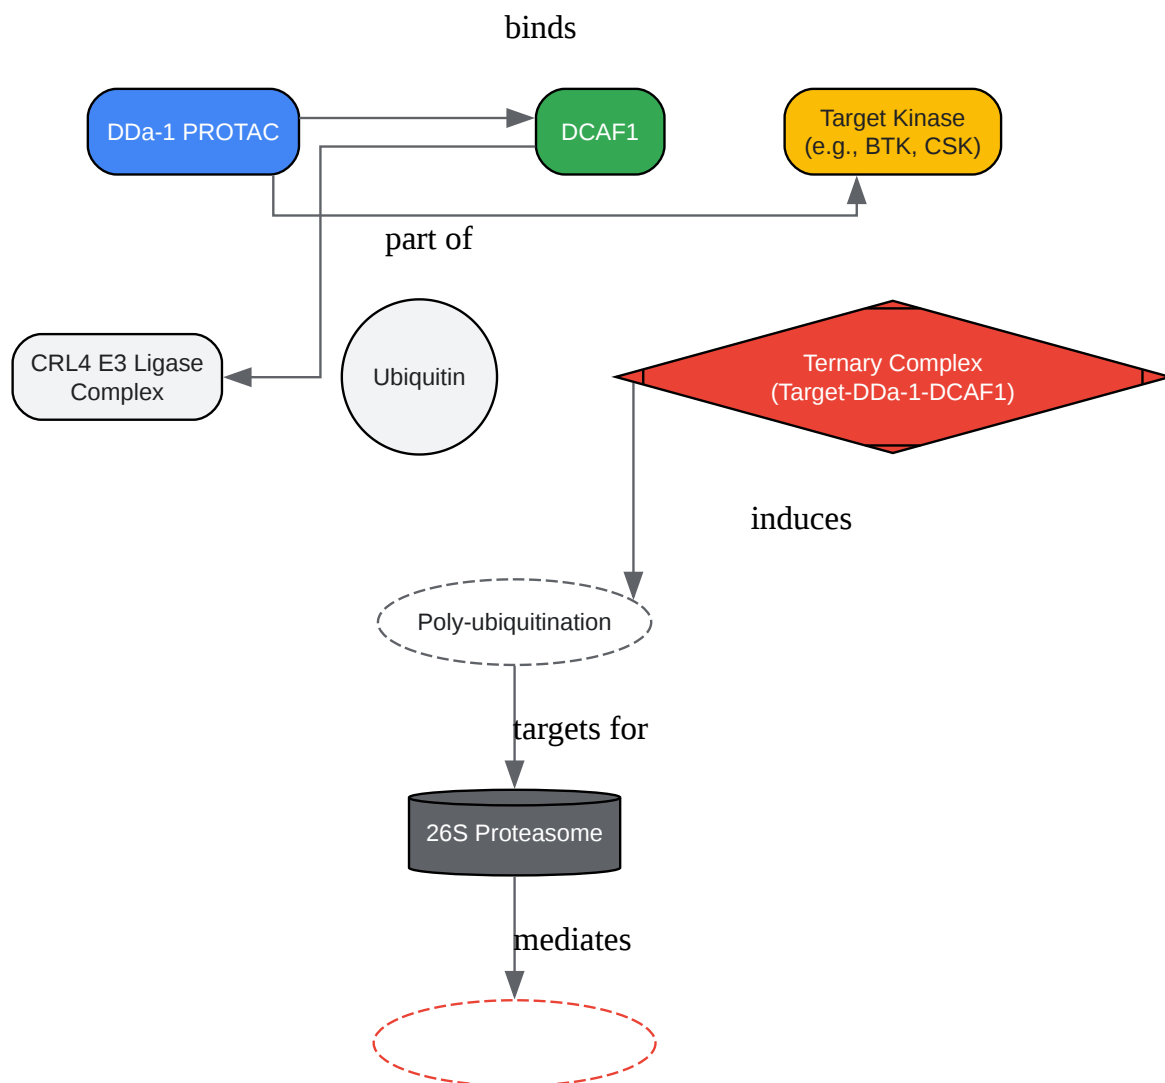 binds
DDa-1 PROTAC
DCAF1
Target Kinase
(e.g., BTK, CSK)
part of
CRL4 E3 Ligase
Complex
Ubiquitin
Ternary Complex
(Target-DDa-1-DCAF1)
induces
Poly-ubiquitination
targets for
26S Proteasome
mediates